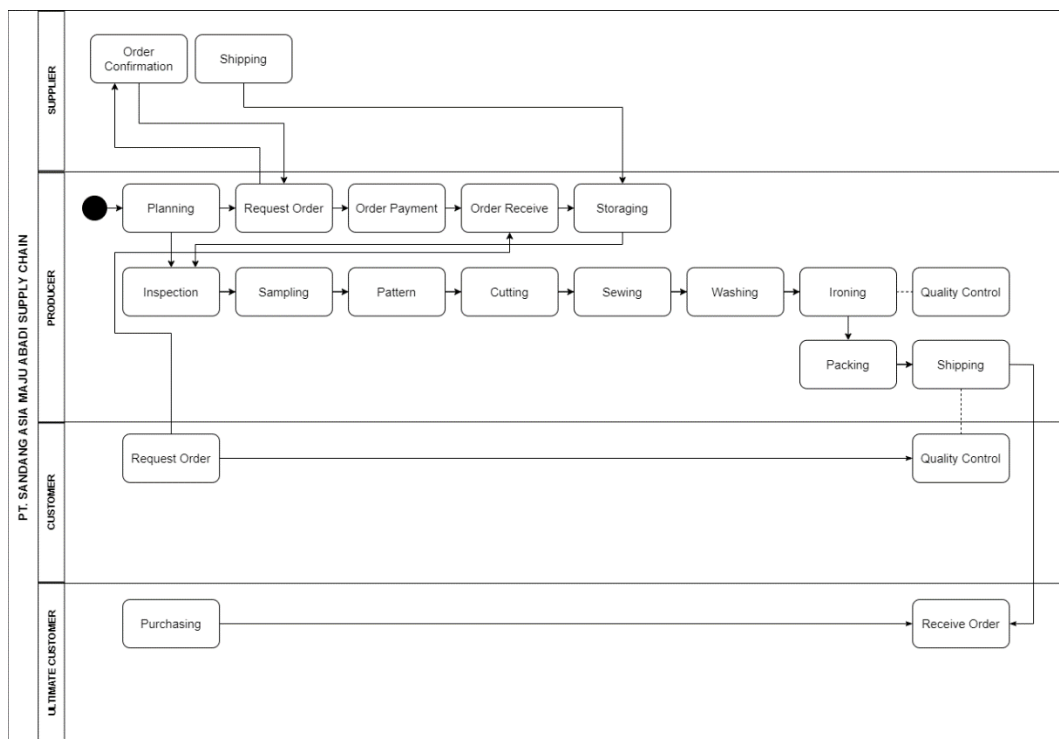 PT. SANDANG ASIA MAJU ABADI SUPPLY CHAIN
SUPPLIER
Order
Confirmation
Shipping
PRODUCER
Planning
Request Order
Order Payment
Order Receive
Storaging
Inspection
Sampling
Pattern
Cutting
Sewing
Washing
Ironing
Quality Control
Packing
Shipping
CUSTOMER
Request Order
Quality Control
ULTIMATE CUSTOMER
Purchasing
Receive Order